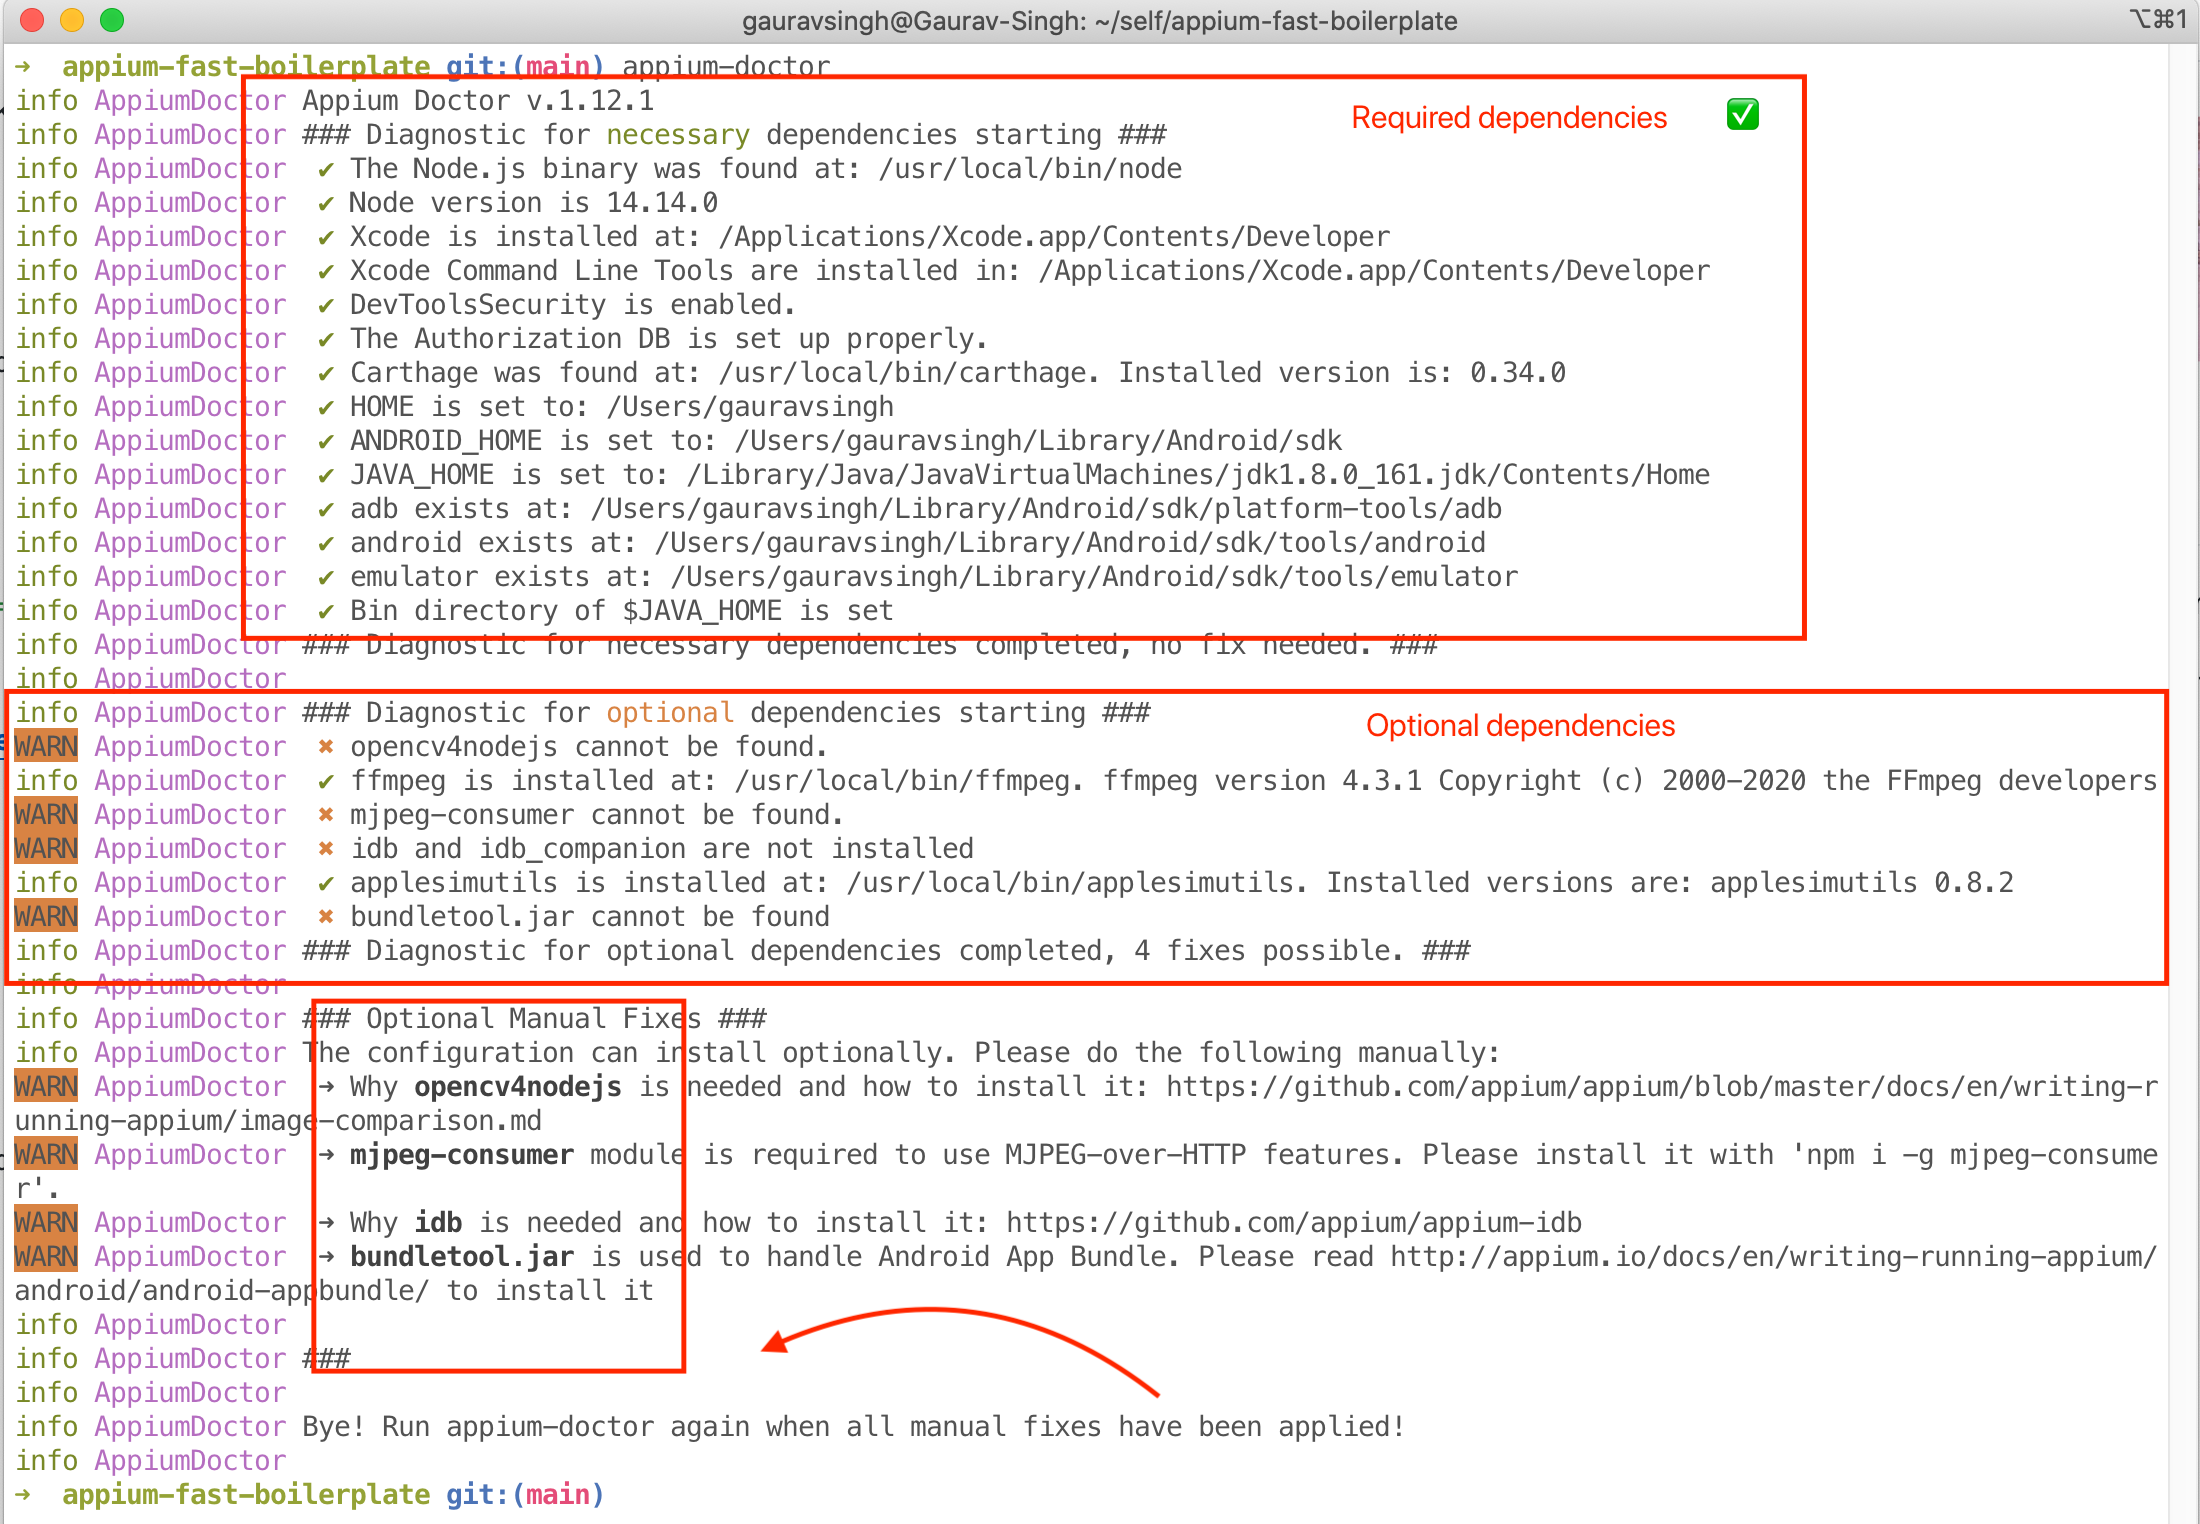 gauravsingh@Gaurav-Singh: ~/self/appium-fast-boilerplate ⌥⌘1
→ appium-fast-boilerplate git:(main) appium-doctor
info AppiumDoctor Appium Doctor v.1.12.1
Required dependencies ✅
info AppiumDoctor ### Diagnostic for necessary dependencies starting ###
info AppiumDoctor ✔ The Node.js binary was found at: /usr/local/bin/node
info AppiumDoctor ✔ Node version is 14.14.0
info AppiumDoctor ✔ Xcode is installed at: /Applications/Xcode.app/Contents/Developer
info AppiumDoctor ✔ Xcode Command Line Tools are installed in: /Applications/Xcode.app/Contents/Developer
info AppiumDoctor ✔ DevToolsSecurity is enabled.
info AppiumDoctor ✔ The Authorization DB is set up properly.
info AppiumDoctor ✔ Carthage was found at: /usr/local/bin/carthage. Installed version is: 0.34.0
info AppiumDoctor ✔ HOME is set to: /Users/gauravsingh
info AppiumDoctor ✔ ANDROID_HOME is set to: /Users/gauravsingh/Library/Android/sdk
info AppiumDoctor ✔ JAVA_HOME is set to: /Library/Java/JavaVirtualMachines/jdk1.8.0_161.jdk/Contents/Home
info AppiumDoctor ✔ adb exists at: /Users/gauravsingh/Library/Android/sdk/platform-tools/adb
info AppiumDoctor ✔ android exists at: /Users/gauravsingh/Library/Android/sdk/tools/android
info AppiumDoctor ✔ emulator exists at: /Users/gauravsingh/Library/Android/sdk/tools/emulator
info AppiumDoctor ✔ Bin directory of $JAVA_HOME is set
info AppiumDoctor ### Diagnostic for necessary dependencies completed, no fix needed. ###
info AppiumDoctor
info AppiumDoctor ### Diagnostic for optional dependencies starting ###
Optional dependencies
WARN AppiumDoctor ✖ opencv4nodejs cannot be found.
info AppiumDoctor ✔ ffmpeg is installed at: /usr/local/bin/ffmpeg. ffmpeg version 4.3.1 Copyright (c) 2000-2020 the FFmpeg developers
WARN AppiumDoctor ✖ mjpeg-consumer cannot be found.
WARN AppiumDoctor ✖ idb and idb_companion are not installed
info AppiumDoctor ✔ applesimutils is installed at: /usr/local/bin/applesimutils. Installed versions are: applesimutils 0.8.2
WARN AppiumDoctor ✖ bundletool.jar cannot be found
info AppiumDoctor ### Diagnostic for optional dependencies completed, 4 fixes possible. ###
info AppiumDoctor
info AppiumDoctor ### Optional Manual Fixes ###
info AppiumDoctor The configuration can install optionally. Please do the following manually:
WARN AppiumDoctor ➜ Why opencv4nodejs is needed and how to install it: https://github.com/appium/appium/blob/master/docs/en/writing-r
unning-appium/image-comparison.md
WARN AppiumDoctor ➜ mjpeg-consumer module is required to use MJPEG-over-HTTP features. Please install it with 'npm i -g mjpeg-consume
r'.
WARN AppiumDoctor ➜ Why idb is needed and how to install it: https://github.com/appium/appium-idb
WARN AppiumDoctor ➜ bundletool.jar is used to handle Android App Bundle. Please read http://appium.io/docs/en/writing-running-appium/
android/android-appbundle/ to install it
info AppiumDoctor
info AppiumDoctor ###
info AppiumDoctor
info AppiumDoctor Bye! Run appium-doctor again when all manual fixes have been applied!
info AppiumDoctor
→ appium-fast-boilerplate git:(main)